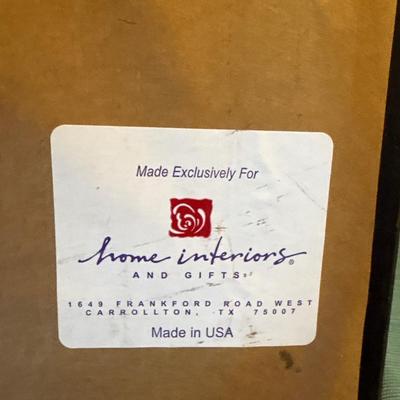 Made Exclusively For
home interiors®
AND GIFTS®
1649 FRANKFORD ROAD WEST
CARROLLTON, TX 75007
Made in USA